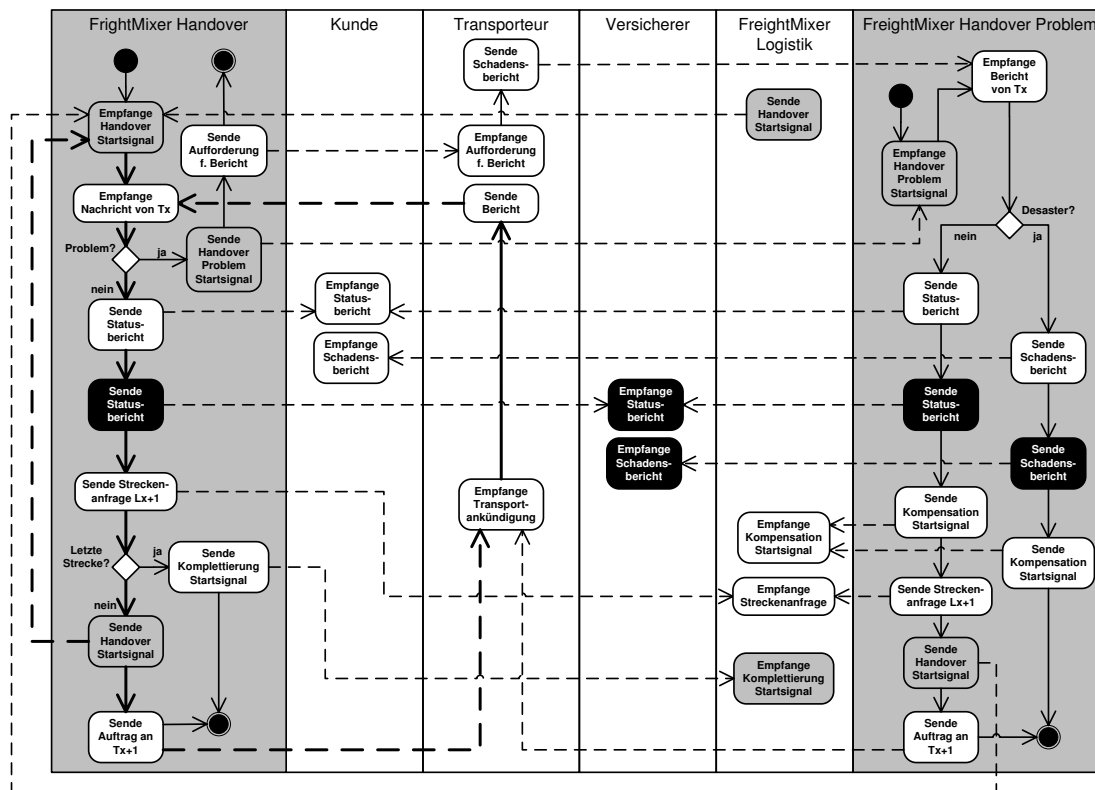 FrightMixer Handover
Kunde
Transporteur
Versicherer
FreightMixer
Logistik
FreightMixer Handover Problem
Empfange
Handover
Startsignal
Sende
Aufforderung
f. Bericht
Empfange
Nachricht von Tx
Problem?
ja
Sende
Handover
Problem
Startsignal
nein
Sende
Status-
bericht
Sende
Status-
bericht
Sende Strecken-
anfrage Lx+1
Letzte
Strecke?
ja
Sende
Komplettierung
Startsignal
nein
Sende
Handover
Startsignal
Sende
Auftrag an
Tx+1
Empfange
Status-
bericht
Empfange
Schadens-
bericht
Sende
Schadens-
bericht
Empfange
Aufforderung
f. Bericht
Sende
Bericht
Empfange
Transport-
ankündigung
Empfange
Status-
bericht
Empfange
Schadens-
bericht
Sende
Handover
Startsignal
Empfange
Kompensation
Startsignal
Empfange
Streckenanfrage
Empfange
Komplettierung
Startsignal
Empfange
Bericht
von Tx
Empfange
Handover
Problem
Startsignal
Desaster?
nein
ja
Sende
Status-
bericht
Sende
Schadens-
bericht
Sende
Status-
bericht
Sende
Schadens-
bericht
Sende
Kompensation
Startsignal
Sende
Kompensation
Startsignal
Sende Strecken-
anfrage Lx+1
Sende
Handover
Startsignal
Sende
Auftrag an
Tx+1